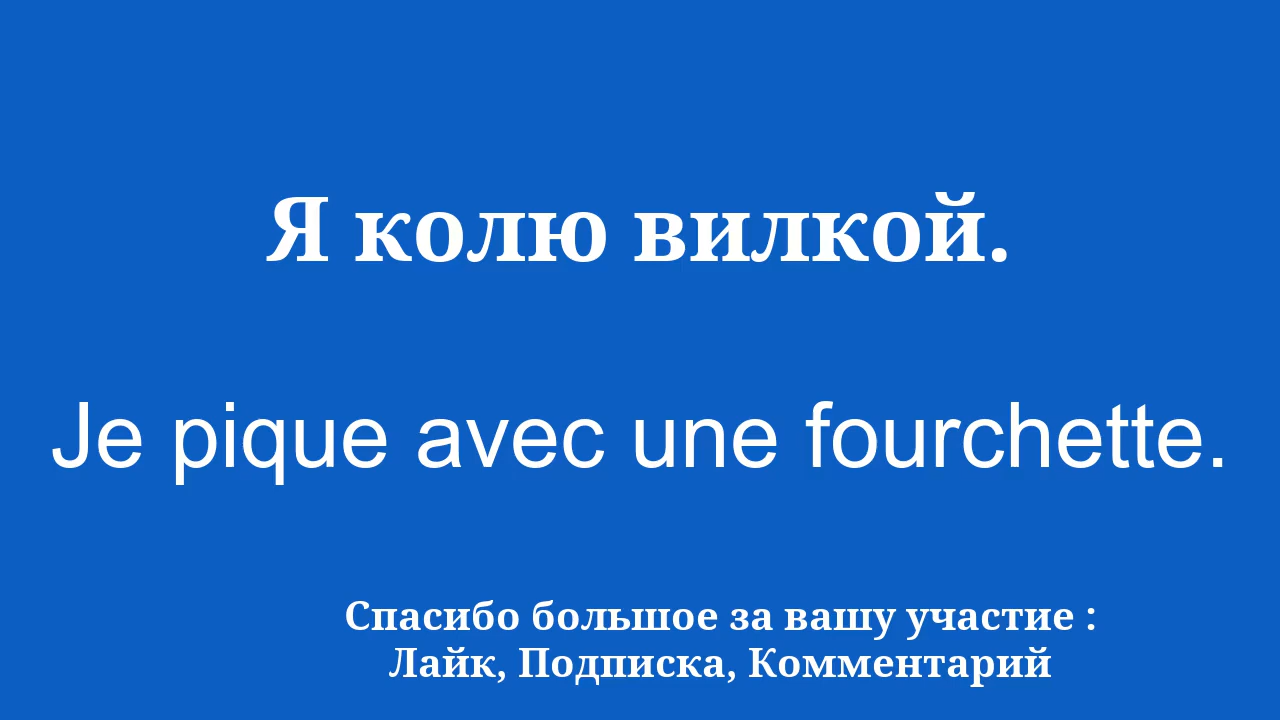 Я колю вилкой.
Je pique avec une fourchette.
Спасибо большое за вашу участие :
Лайк, Подписка, Комментарий